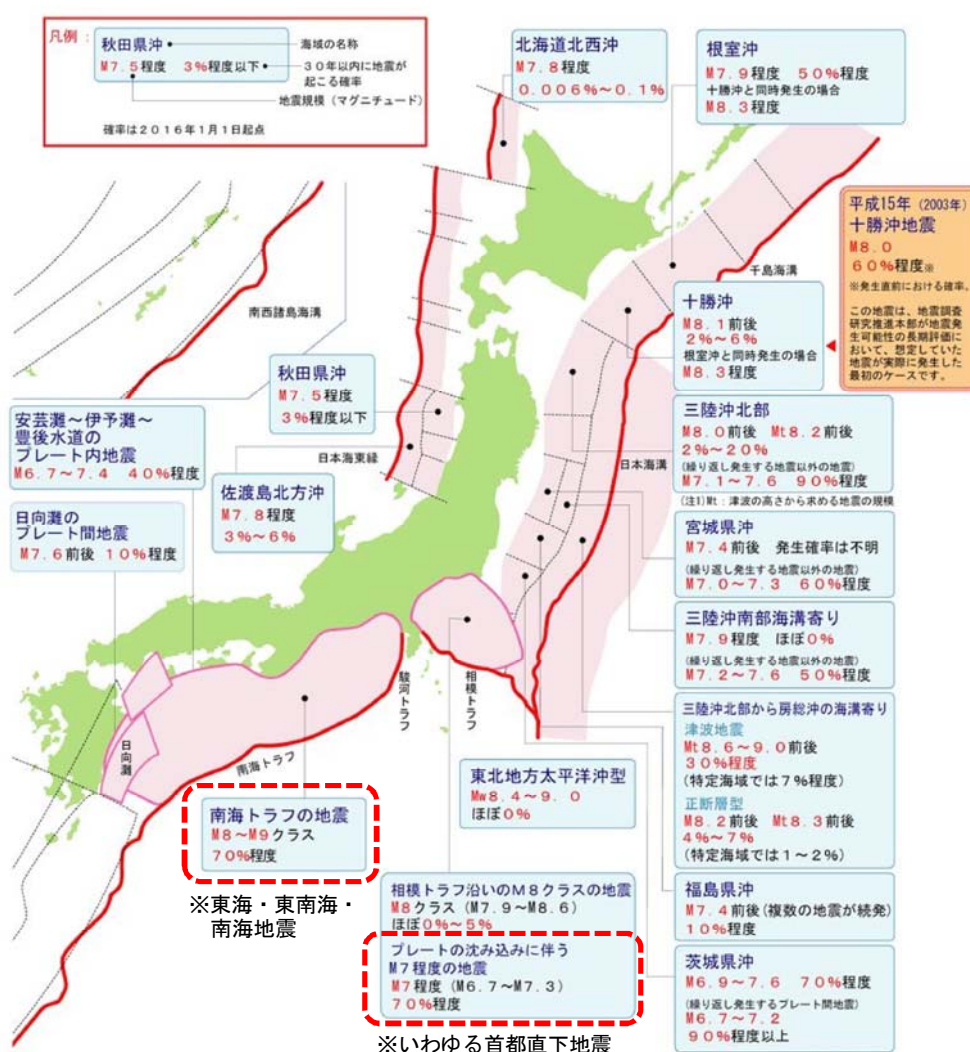 凡例：
秋田県沖
M7.5程度 3%程度以下
海域の名称
30年以内に地震が
起こる確率
地震規模（マグニチュード）
確率は2016年1月1日起点
北海道北西沖
M7.8程度
0.006%～0.1%
根室沖
M7.9程度 50%程度
十勝沖と同時発生の場合
M8.3程度
平成15年（2003年）
十勝沖地震
M8.0
60%程度※
※発生直前における確率。
この地震は、地震調査
研究推進本部が地震発
生可能性の長期評価に
おいて、想定していた
地震が実際に発生した
最初のケースです。
千島海溝
南西諸島海溝
十勝沖
M8.1前後
2%～6%
根室沖と同時発生の場合
M8.3程度
秋田県沖
M7.5程度
3%程度以下
日本海東縁
安芸灘～伊予灘～
豊後水道の
プレート内地震
M6.7～7.4 40%程度
三陸沖北部
M8.0前後 Mt8.2前後
2%～20%
(繰り返し発生する地震以外の地震)
M7.1～7.6 90%程度
(注1)Mt：津波の高さから求める地震の規模
日本海溝
佐渡島北方沖
M7.8程度
3%～6%
日向灘の
プレート間地震
M7.6前後 10%程度
宮城県沖
M7.4前後 発生確率は不明
(繰り返し発生する地震以外の地震)
M7.0～7.3 60%程度
三陸沖南部海溝寄り
M7.9程度 ほぼ0%
(繰り返し発生する地震以外の地震)
M7.2～7.6 50%程度
駿河トラフ
相模トラフ
日向灘
南海トラフ
三陸沖北部から房総沖の海溝寄り
津波地震
Mt8.6～9.0前後
30%程度
(特定海域では7%程度)
正断層型
M8.2前後 Mt8.3前後
4%～7%
(特定海域では1～2%)
東北地方太平洋沖型
Mw8.4～9.0
ほぼ0%
南海トラフの地震
M8～M9クラス
70%程度
※東海・東南海・
南海地震
相模トラフ沿いのM8クラスの地震
M8クラス（M7.9～M8.6）
ほぼ0%～5%
プレートの沈み込みに伴う
M7程度の地震
M7程度（M6.7～M7.3）
70%程度
※いわゆる首都直下地震
福島県沖
M7.4前後(複数の地震が続発)
10%程度
茨城県沖
M6.9～7.6 70%程度
(繰り返し発生するプレート間地震)
M6.7～7.2
90%程度以上